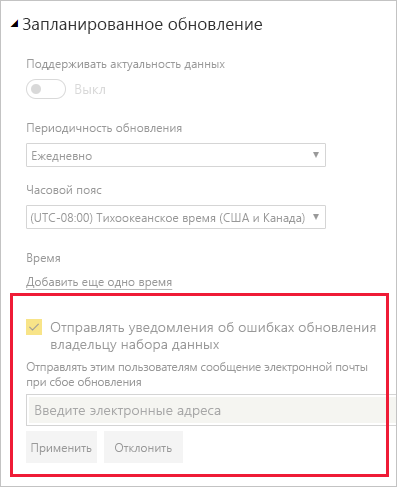 Запланированное обновление
Поддерживать актуальность данных
Выкл
Периодичность обновления
Ежедневно
Часовой пояс
(UTC-08:00) Тихоокеанское время (США и Канада)
Время
Добавить еще одно время
Отправлять уведомления об ошибках обновления
владельцу набора данных
Отправлять этим пользователям сообщение электронной почты
при сбое обновления
Введите электронные адреса
Применить Отклонить